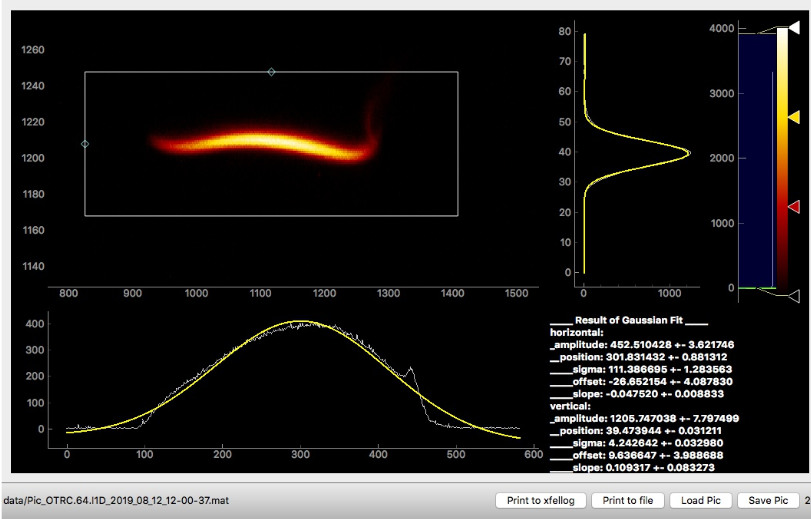 1260
1240
1220
1200
1180
1160
1140
800 900 1000 1100 1200 1300 1400 1500
80
70
60
50
40
30
20
10
0
0 1000
4000
3000
2000
1000
0
400
300
200
100
0
0 100 200 300 400 500 600
____ Result of Gaussian Fit ____
horizontal:
_amplitude: 452.510428 +- 3.621746
__position: 301.831432 +- 0.881312
____sigma: 111.386695 +- 1.283563
____offset: -26.652154 +- 4.087830
____slope: -0.047520 +- 0.008833
vertical:
_amplitude: 1205.747038 +- 7.797499
__position: 39.473944 +- 0.031211
____sigma: 4.242642 +- 0.032980
____offset: 9.636647 +- 3.988688
____slope: 0.109317 +- 0.083273
data/Pic_OTRC.64.I1D_2019_08_12_12-00-37.mat
Print to xfellog
Print to file
Load Pic
Save Pic
2